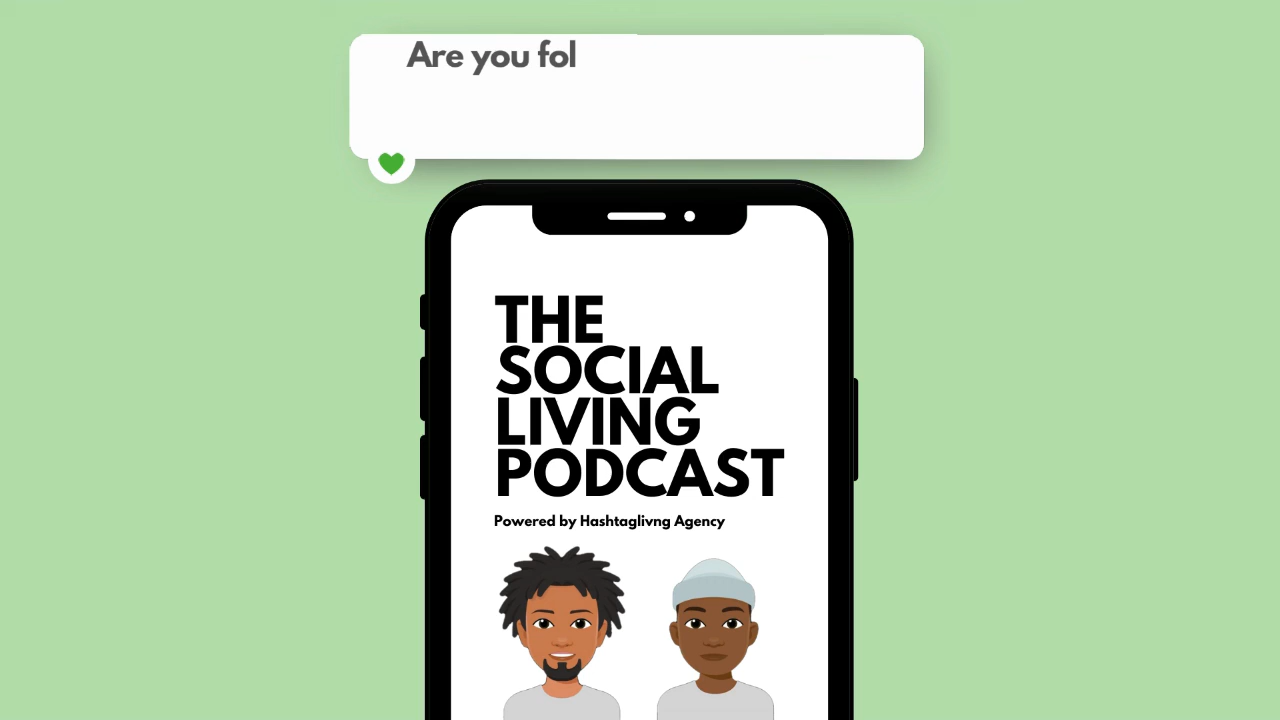 Are you fol
THE
SOCIAL
LIVING
PODCAST
Powered by Hashtaglivng Agency